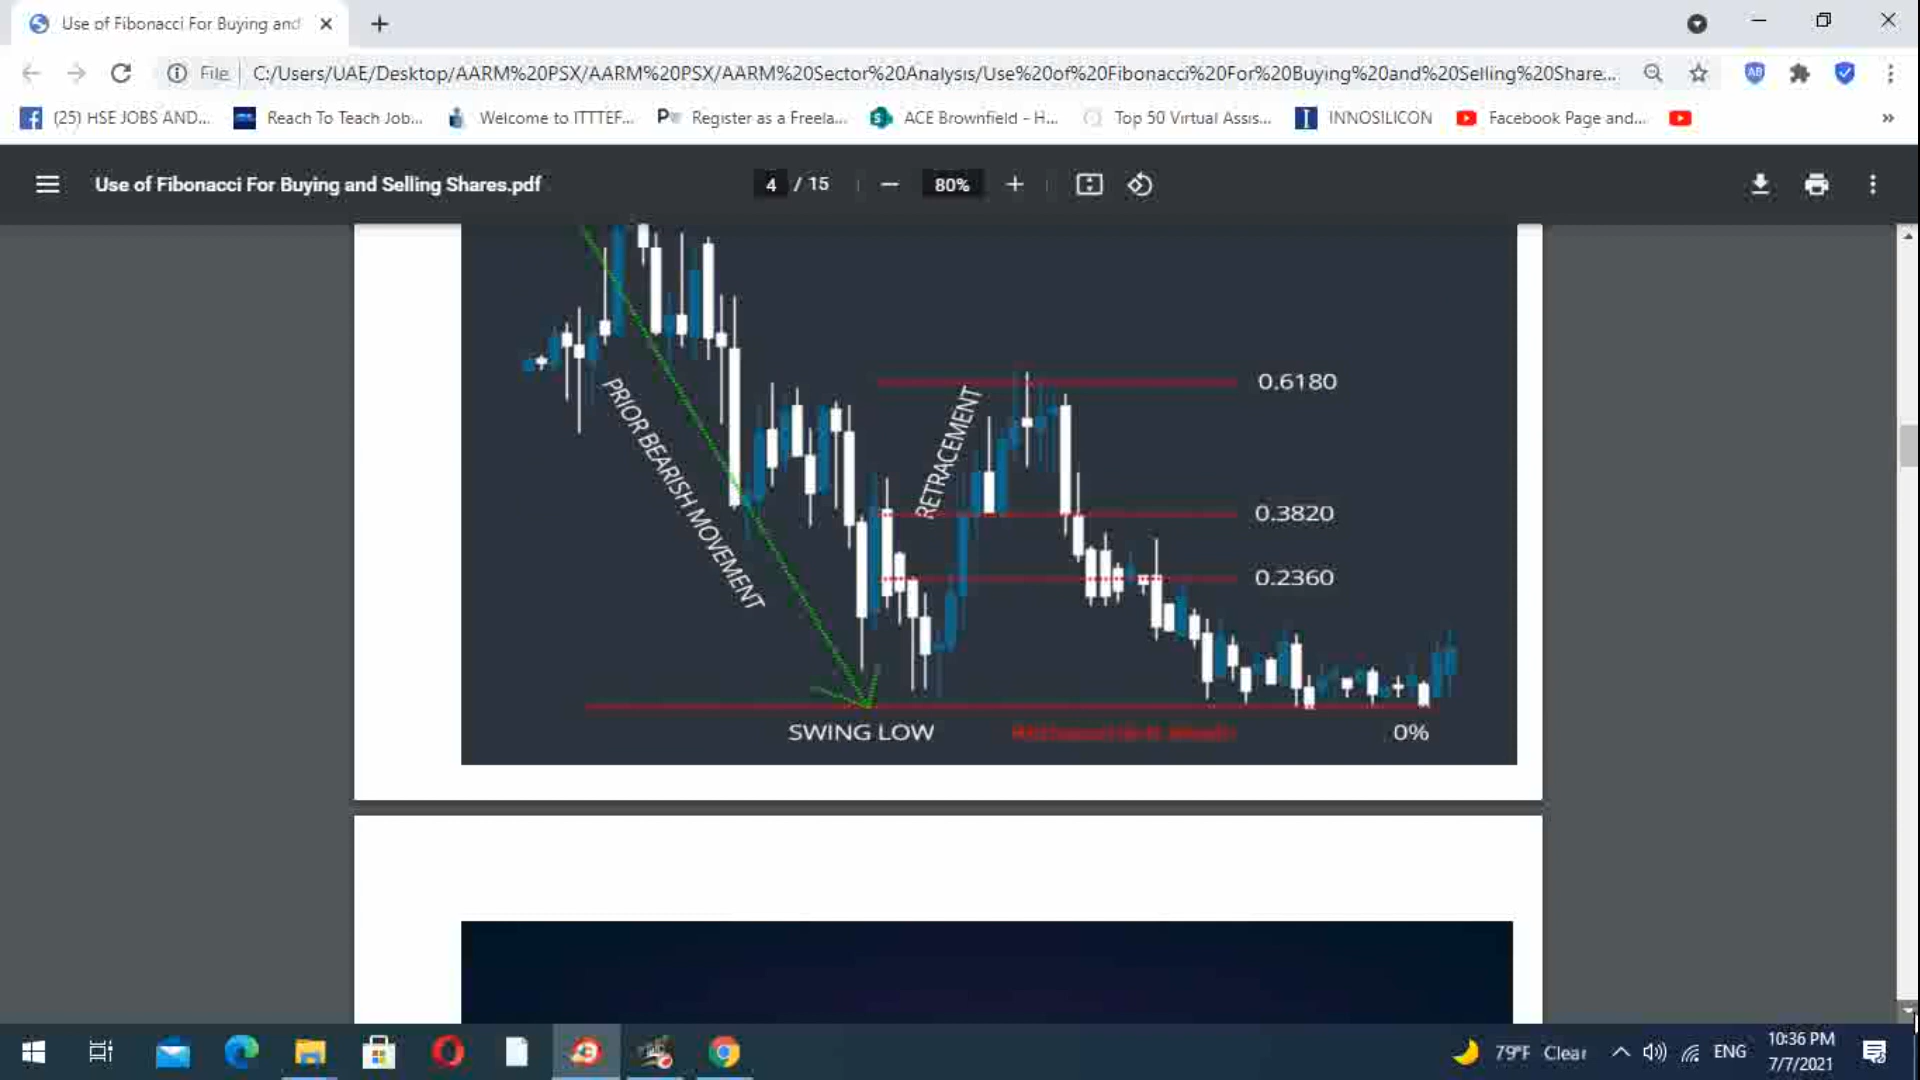 Use of Fibonacci For Buying and
File
C:/Users/UAE/Desktop/AARM%20PSX/AARM%20PSX/AARM%20Sector%20Analysis/Use%20of%20Fibonacci%20For%20Buying%20and%20Selling%20Share...
(25) HSE JOBS AND... Reach To Teach Job... Welcome to ITTTEF... Register as a Freela... ACE Brownfield - H... Top 50 Virtual Assis... INNOSILICON Facebook Page and...
Use of Fibonacci For Buying and Selling Shares.pdf 4 / 15 80%
PRIOR BEARISH MOVEMENT
RETRACEMENT
0.6180
0.3820
0.2360
SWING LOW 0%
79°F Clear ENG 10:36 PM
7/7/2021